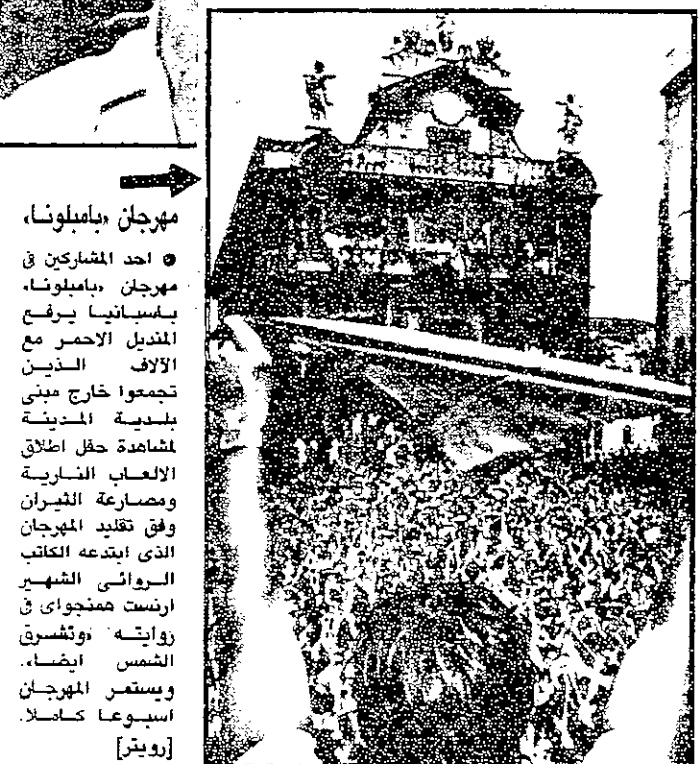 مهرجان «بامبلونا»
● احد المشاركين في
مهرجان «بامبلونا»
باسبانيا يرفع
المنديل الاحمر مع
الآلاف الذين
تجمعوا خارج مبنى
بلدية المدينة
لمشاهدة حفل اطلاق
الالعاب النارية
ومصارعة الثيران
وفق تقليد المهرجان
الذى ابتدعه الكاتب
الروائى الشهير
ارنست همنجواى في
روايته «وتشرق
الشمس ايضا».
ويستمر المهرجان
اسبوعا كاملا.
[رويتر]